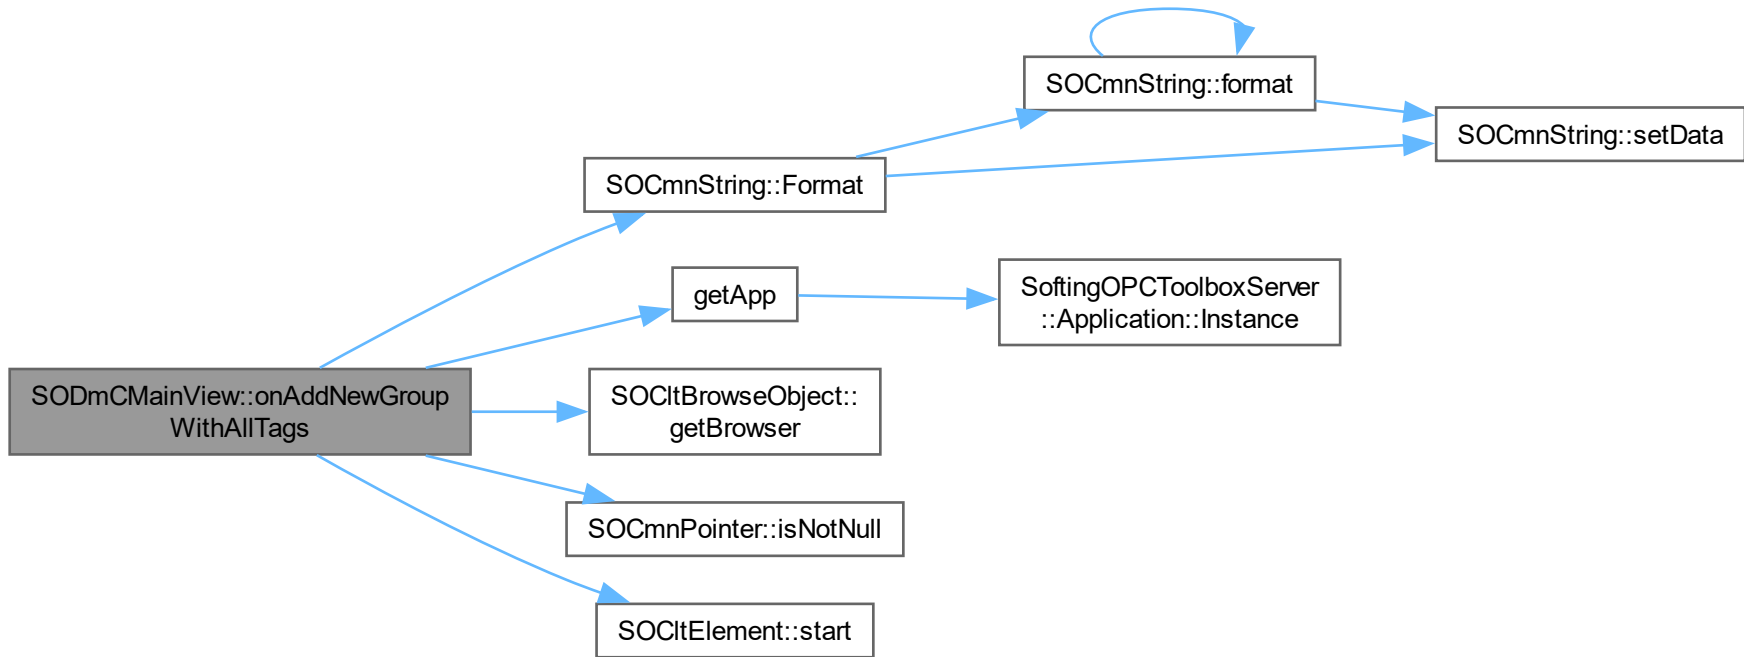 SOCmnString::format
SOCmnString::setData
SOCmnString::Format
getApp
SoftingOPCToolboxServer
::Application::Instance
SODmCMainView::onAddNewGroup
WithAllTags
SOCltBrowseObject::
getBrowser
SOCmnPointer::isNotNull
SOCltElement::start